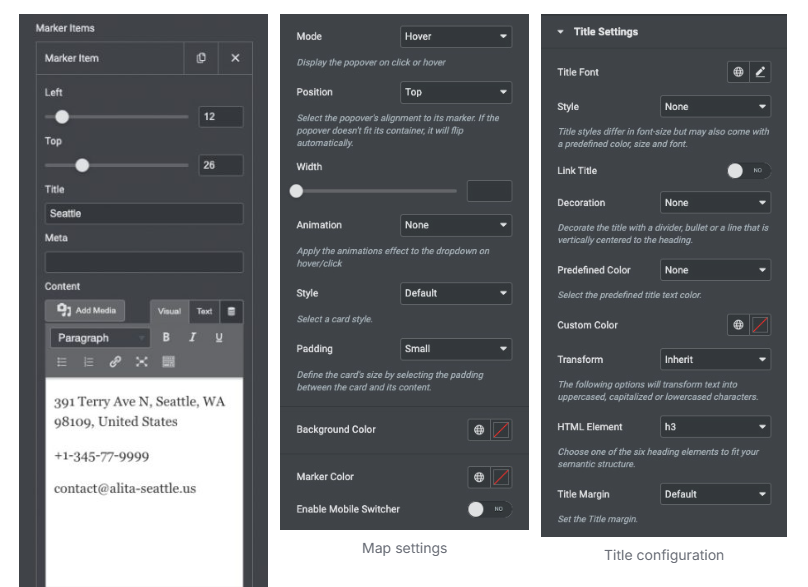 Marker Items
Marker Item
Left
12
Top
26
Title
Seattle
Meta
Content
Add Media
Visual
Text
Paragraph
B I U
391 Terry Ave N, Seattle, WA
98109, United States
+1-345-77-9999
contact@alita-seattle.us
Mode
Hover
Display the popover on click or hover
Position
Top
Select the popover's alignment to its marker. If the
popover doesn't fit its container, it will flip
automatically.
Width
Animation
None
Apply the animations effect to the dropdown on
hover/click
Style
Default
Select a card style.
Padding
Small
Define the card's size by selecting the padding
between the card and its content.
Background Color
Marker Color
Enable Mobile Switcher
NO
Map settings
Title Settings
Title Font
Style
None
Title styles differ in font-size but may also come with
a predefined color, size and font.
Link Title
NO
Decoration
None
Decorate the title with a divider, bullet or a line that is
vertically centered to the heading.
Predefined Color
None
Select the predefined title text color.
Custom Color
Transform
Inherit
The following options will transform text into
uppercased, capitalized or lowercased characters.
HTML Element
h3
Choose one of the six heading elements to fit your
semantic structure.
Title Margin
Default
Set the Title margin.
Title configuration